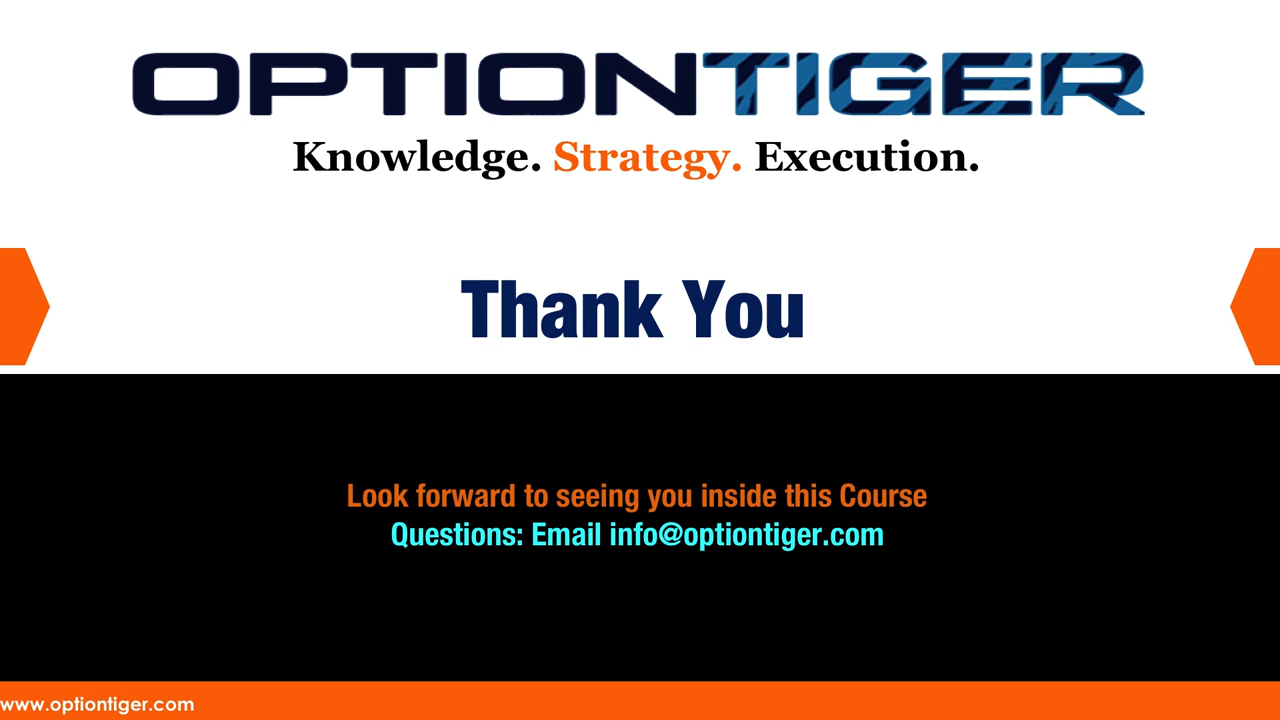 OPTIONTIGER
Knowledge. Strategy. Execution.
Thank You
Look forward to seeing you inside this Course
Questions: Email info@optiontiger.com
www.optiontiger.com